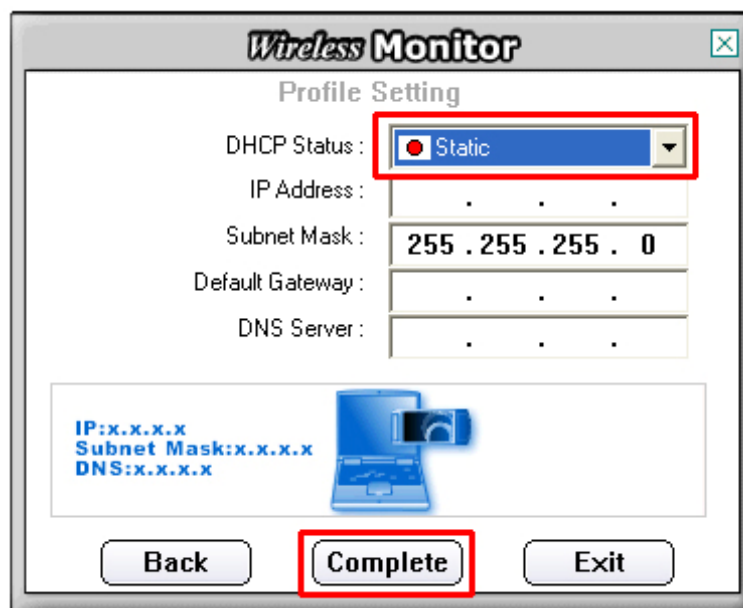 Wireless Monitor
Profile Setting
DHCP Status : Static
IP Address : . . .
Subnet Mask : 255 . 255 . 255 . 0
Default Gateway : . . .
DNS Server : . . .
IP:x.x.x.x
Subnet Mask:x.x.x.x
DNS:x.x.x.x
Back Complete Exit